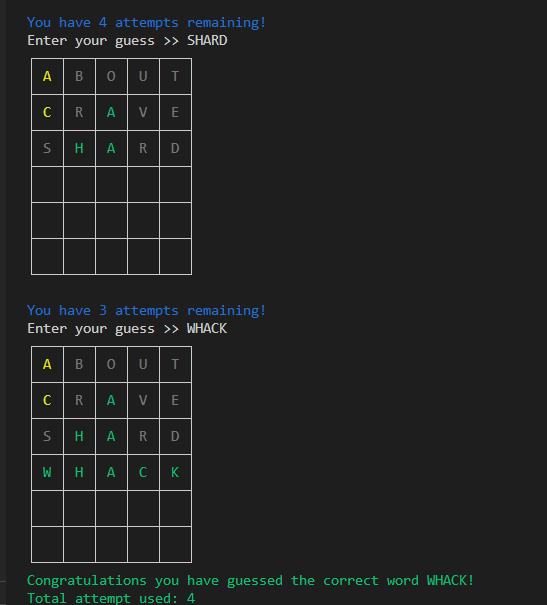 You have 4 attempts remaining!
Enter your guess >> SHARD
A B O U T
C R A V E
S H A R D
You have 3 attempts remaining!
Enter your guess >> WHACK
A B O U T
C R A V E
S H A R D
W H A C K
Congratulations you have guessed the correct word WHACK!
Total attempt used: 4